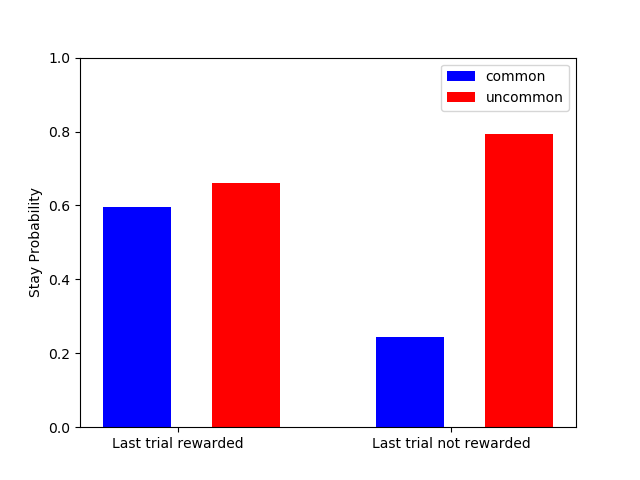 1.0
0.8
0.6
0.4
0.2
0.0
Stay Probability
common
uncommon
Last trial rewarded
Last trial not rewarded